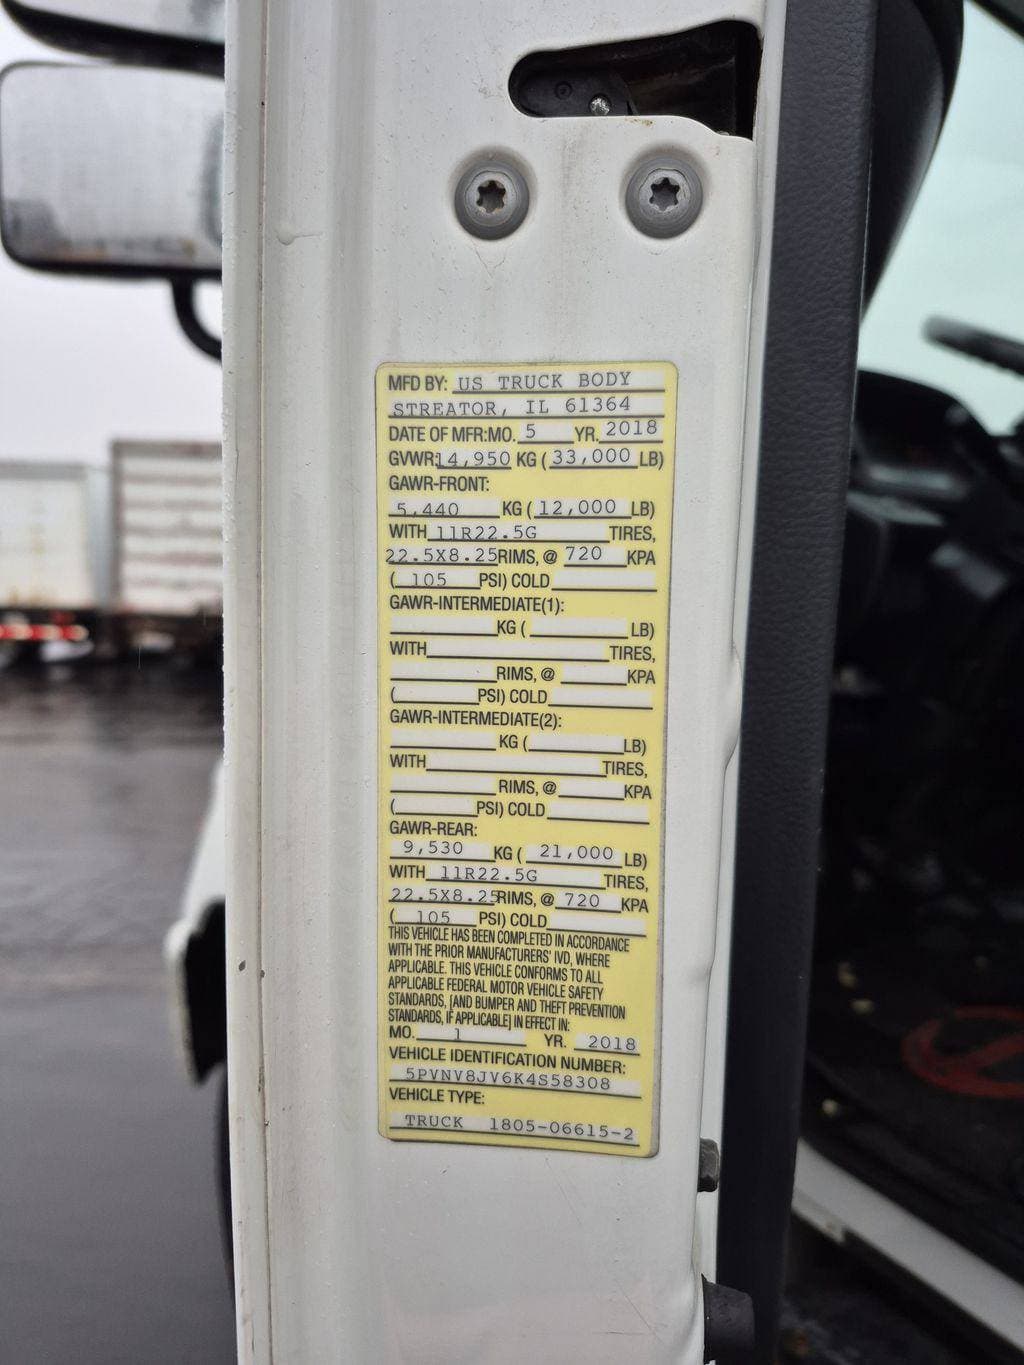 MFD BY: US TRUCK BODY
STREATOR, IL 61364
DATE OF MFR:MO. 5 YR. 2018
GVWR:14,950 KG ( 33,000 LB)
GAWR-FRONT:
5,440 KG ( 12,000 LB)
WITH 11R22.5G TIRES,
22.5X8.25 RIMS, @ 720 KPA
( 105 PSI) COLD
GAWR-INTERMEDIATE(1):
KG ( LB)
WITH TIRES,
RIMS, @ KPA
( PSI) COLD
GAWR-INTERMEDIATE(2):
KG ( LB)
WITH TIRES,
RIMS, @ KPA
( PSI) COLD
GAWR-REAR:
9,530 KG ( 21,000 LB)
WITH 11R22.5G TIRES,
22.5X8.25 RIMS, @ 720 KPA
( 105 PSI) COLD
THIS VEHICLE HAS BEEN COMPLETED IN ACCORDANCE
WITH THE PRIOR MANUFACTURERS' IVD, WHERE
APPLICABLE. THIS VEHICLE CONFORMS TO ALL
APPLICABLE FEDERAL MOTOR VEHICLE SAFETY
STANDARDS, [AND BUMPER AND THEFT PREVENTION
STANDARDS, IF APPLICABLE] IN EFFECT IN:
MO. 1 YR. 2018
VEHICLE IDENTIFICATION NUMBER:
5PVNV8JV6K4S58308
VEHICLE TYPE:
TRUCK 1805-06615-2